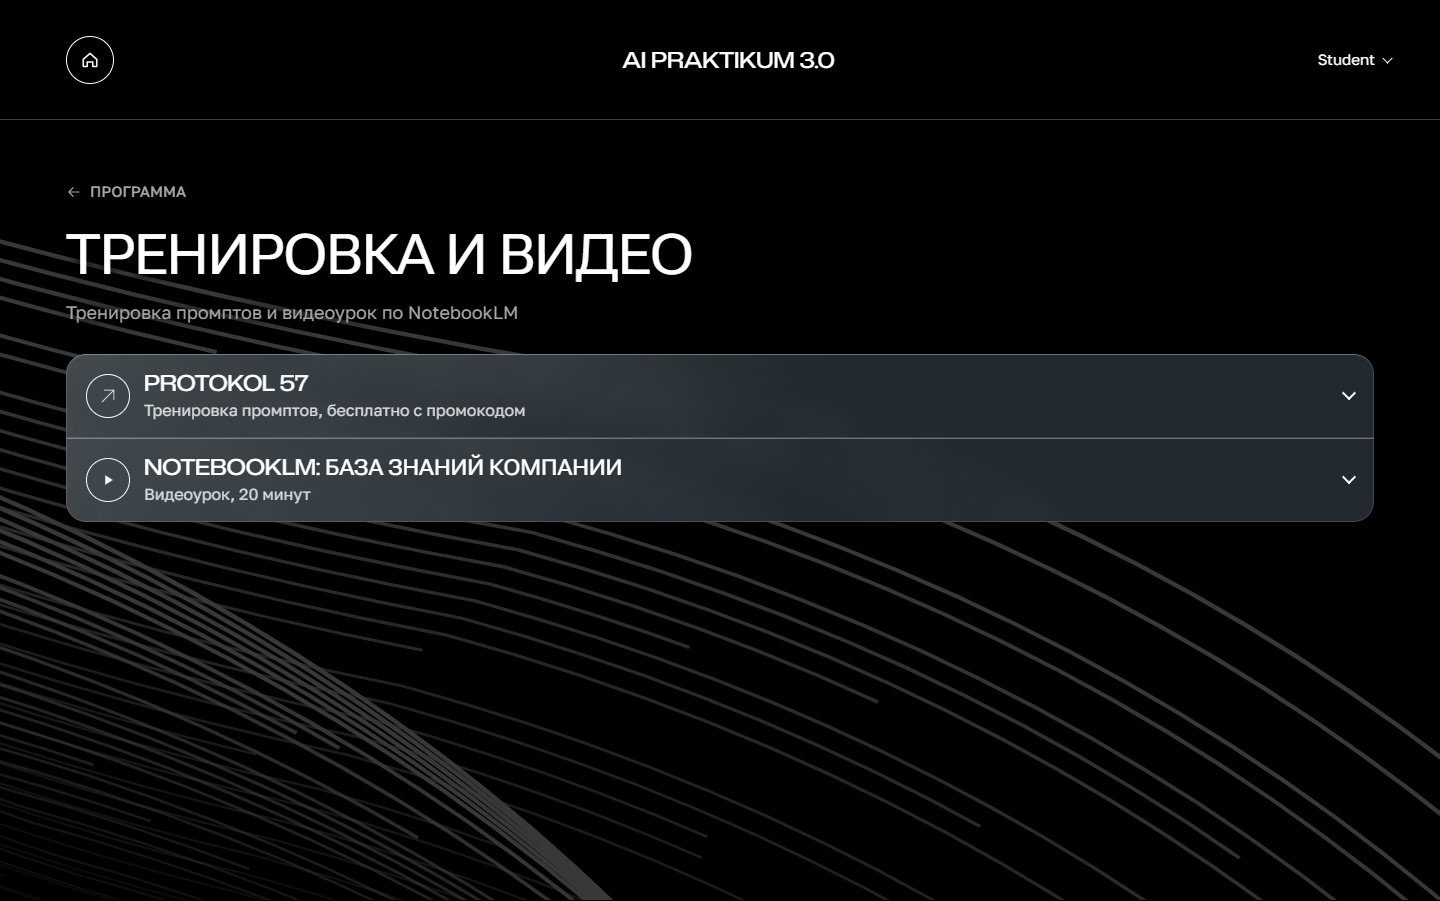 AI PRAKTIKUM 3.0
Student
ПРОГРАММА
ТРЕНИРОВКА И ВИДЕО
Тренировка промптов и видеоурок по NotebookLM
PROTOKOL 57
Тренировка промптов, бесплатно с промокодом
NOTEBOOKLM: БАЗА ЗНАНИЙ КОМПАНИИ
Видеоурок, 20 минут